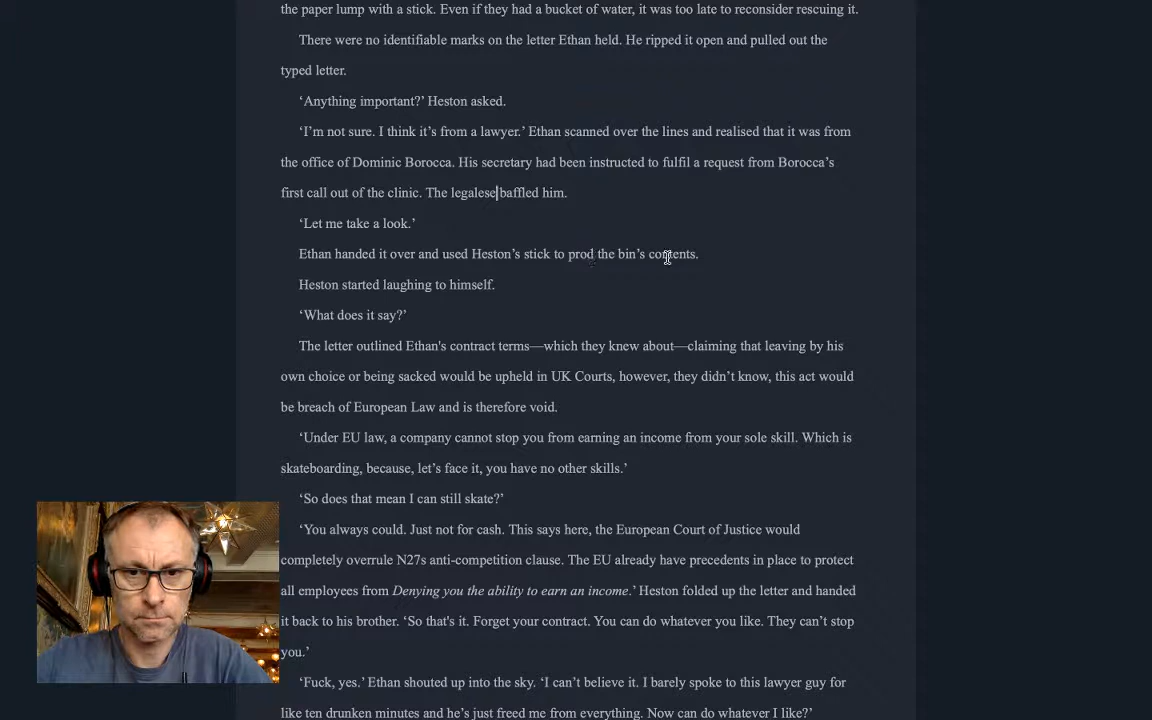 the paper lump with a stick. Even if they had a bucket of water, it was too late to reconsider rescuing it.
There were no identifiable marks on the letter Ethan held. He ripped it open and pulled out the
typed letter.
‘Anything important?’ Heston asked.
‘I’m not sure. I think it’s from a lawyer.’ Ethan scanned over the lines and realised that it was from
the office of Dominic Borocca. His secretary had been instructed to fulfil a request from Borocca’s
first call out of the clinic. The legalese baffled him.
‘Let me take a look.’
Ethan handed it over and used Heston’s stick to prod the bin’s contents.
Heston started laughing to himself.
‘What does it say?’
The letter outlined Ethan's contract terms—which they knew about—claiming that leaving by his
own choice or being sacked would be upheld in UK Courts, however, they didn’t know, this act would
be breach of European Law and is therefore void.
‘Under EU law, a company cannot stop you from earning an income from your sole skill. Which is
skateboarding, because, let’s face it, you have no other skills.’
‘So does that mean I can still skate?’
‘You always could. Just not for cash. This says here, the European Court of Justice would
completely overrule N27s anti-competition clause. The EU already have precedents in place to protect
all employees from Denying you the ability to earn an income.’ Heston folded up the letter and handed
it back to his brother. ‘So that's it. Forget your contract. You can do whatever you like. They can’t stop
you.’
‘Fuck, yes.’ Ethan shouted up into the sky. ‘I can’t believe it. I barely spoke to this lawyer guy for
like ten drunken minutes and he’s just freed me from everything. Now can do whatever I like?’